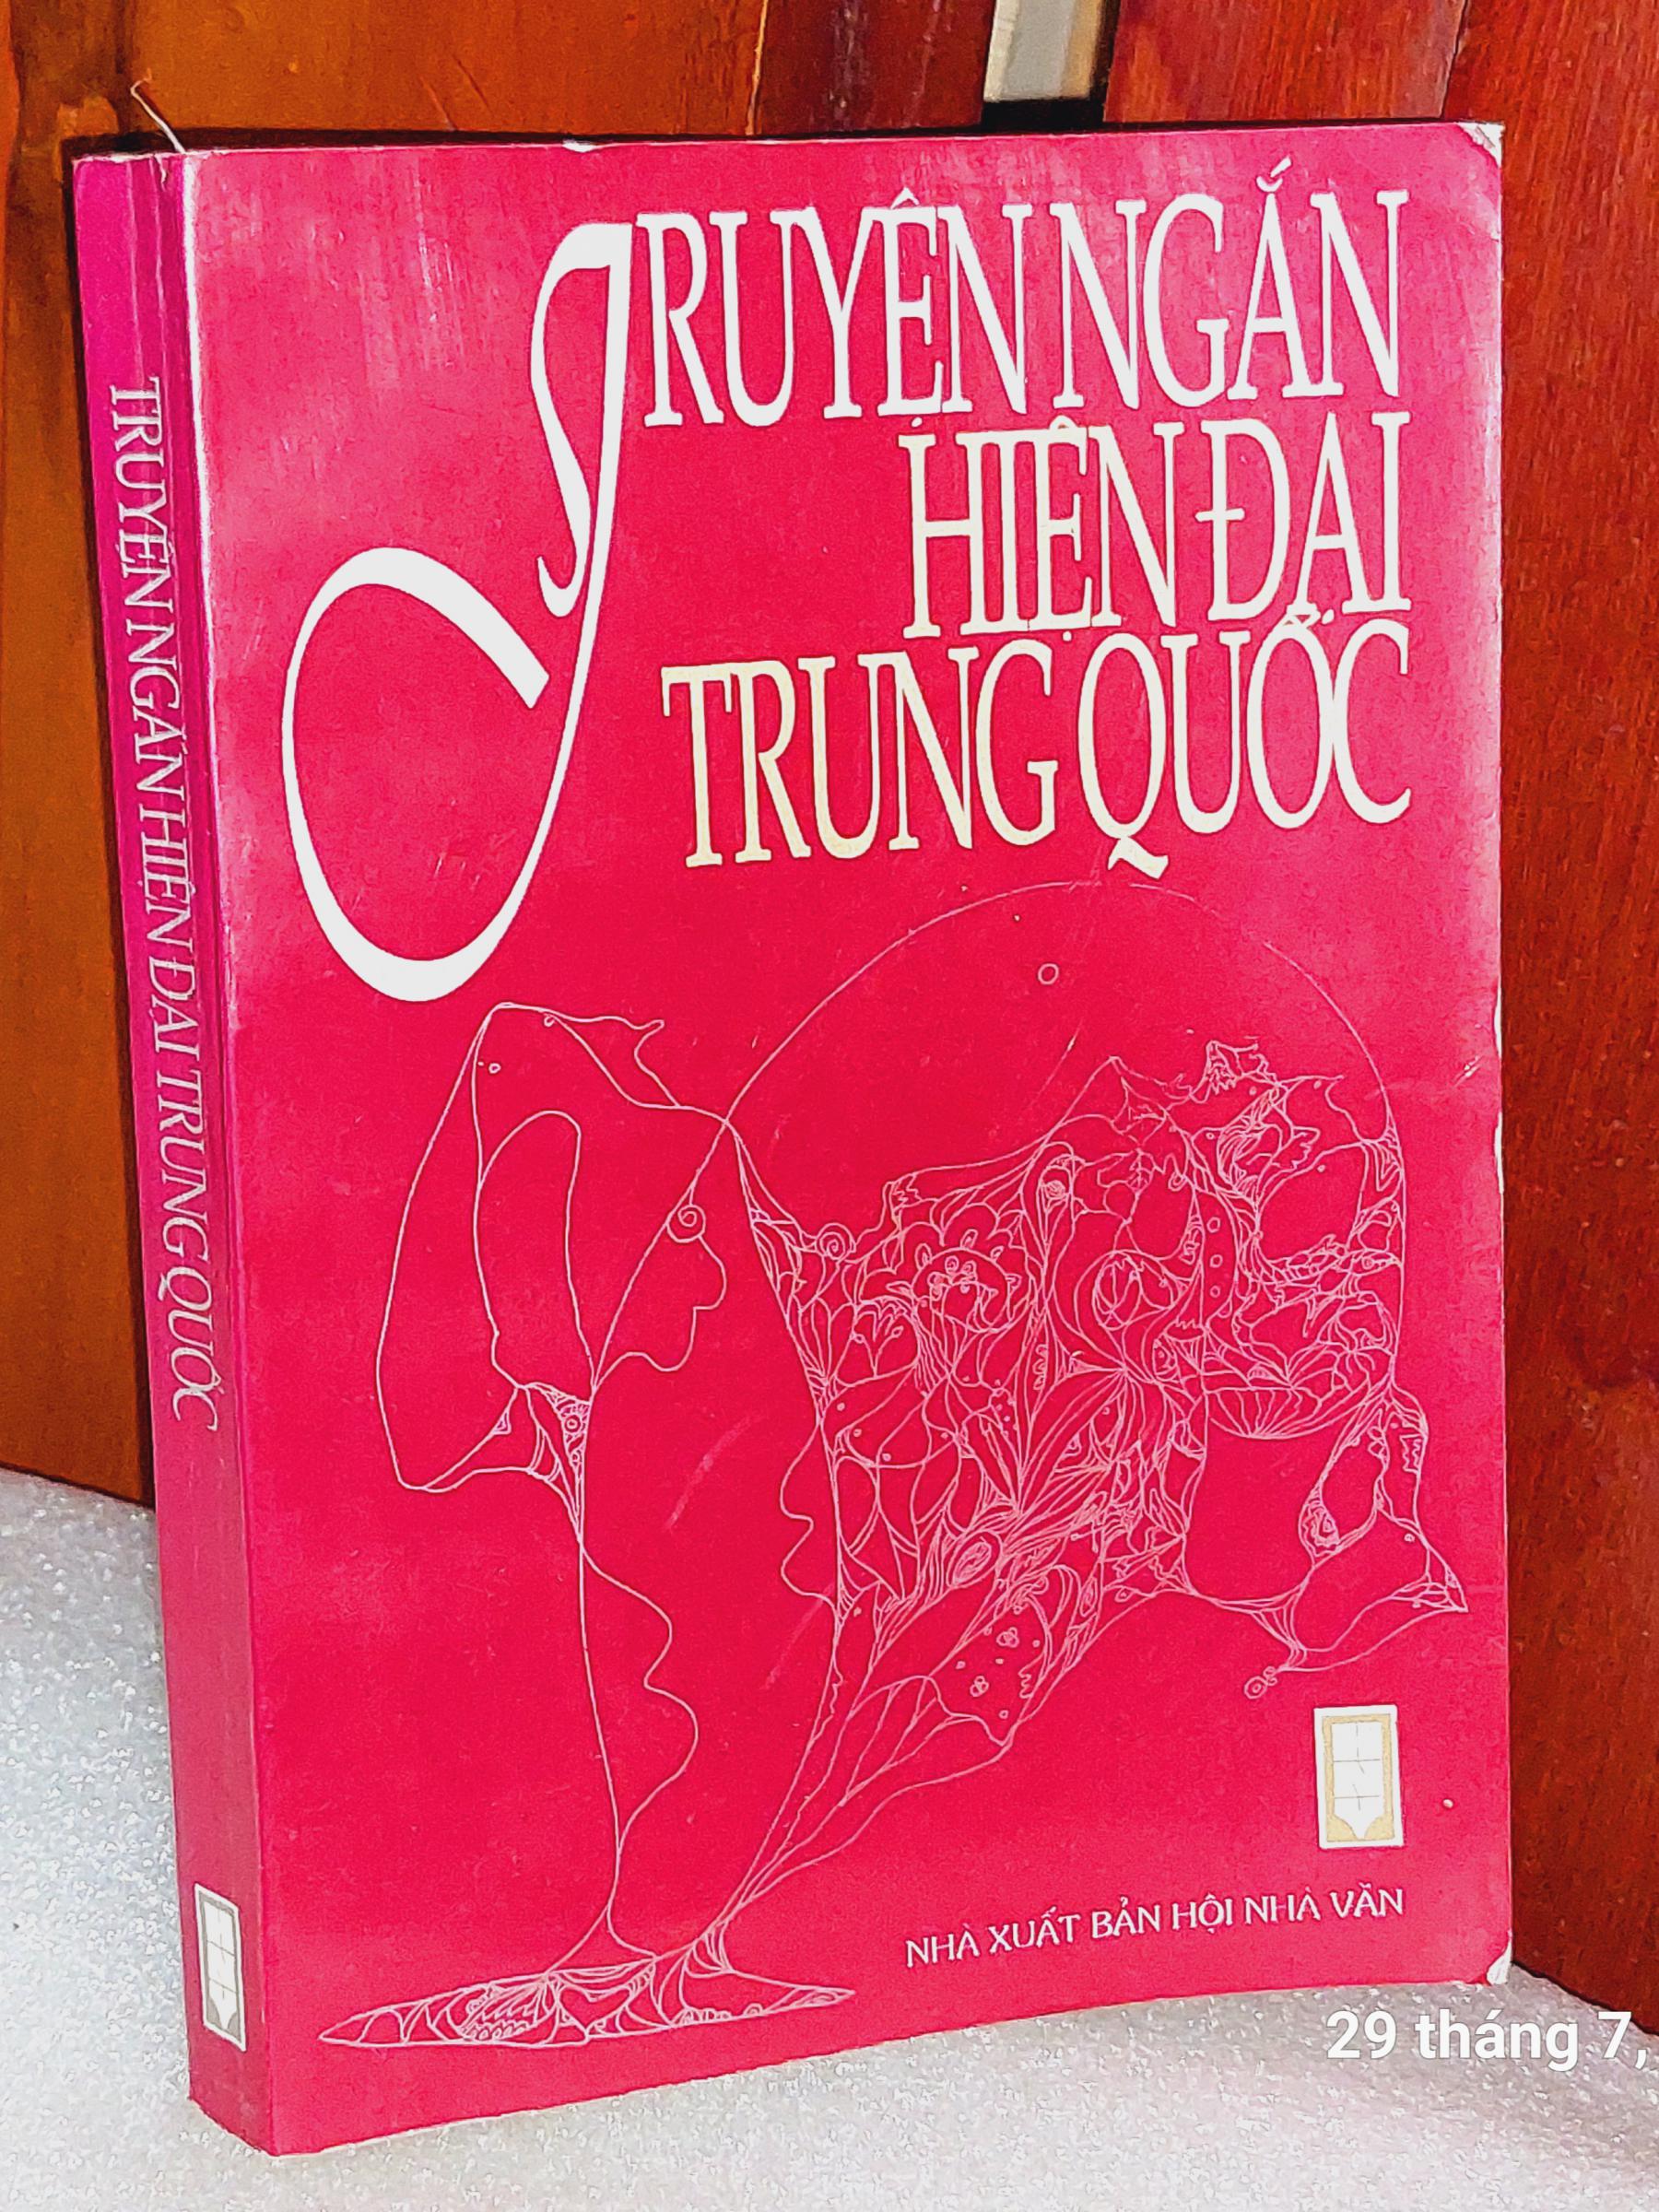 TRUYỆN NGẮN
HIỆN ĐẠI
TRUNG QUỐC
NHÀ XUẤT BẢN HỘI NHÀ VĂN
TRUYỆN NGẮN HIỆN ĐẠI TRUNG QUỐC
29 tháng 7,